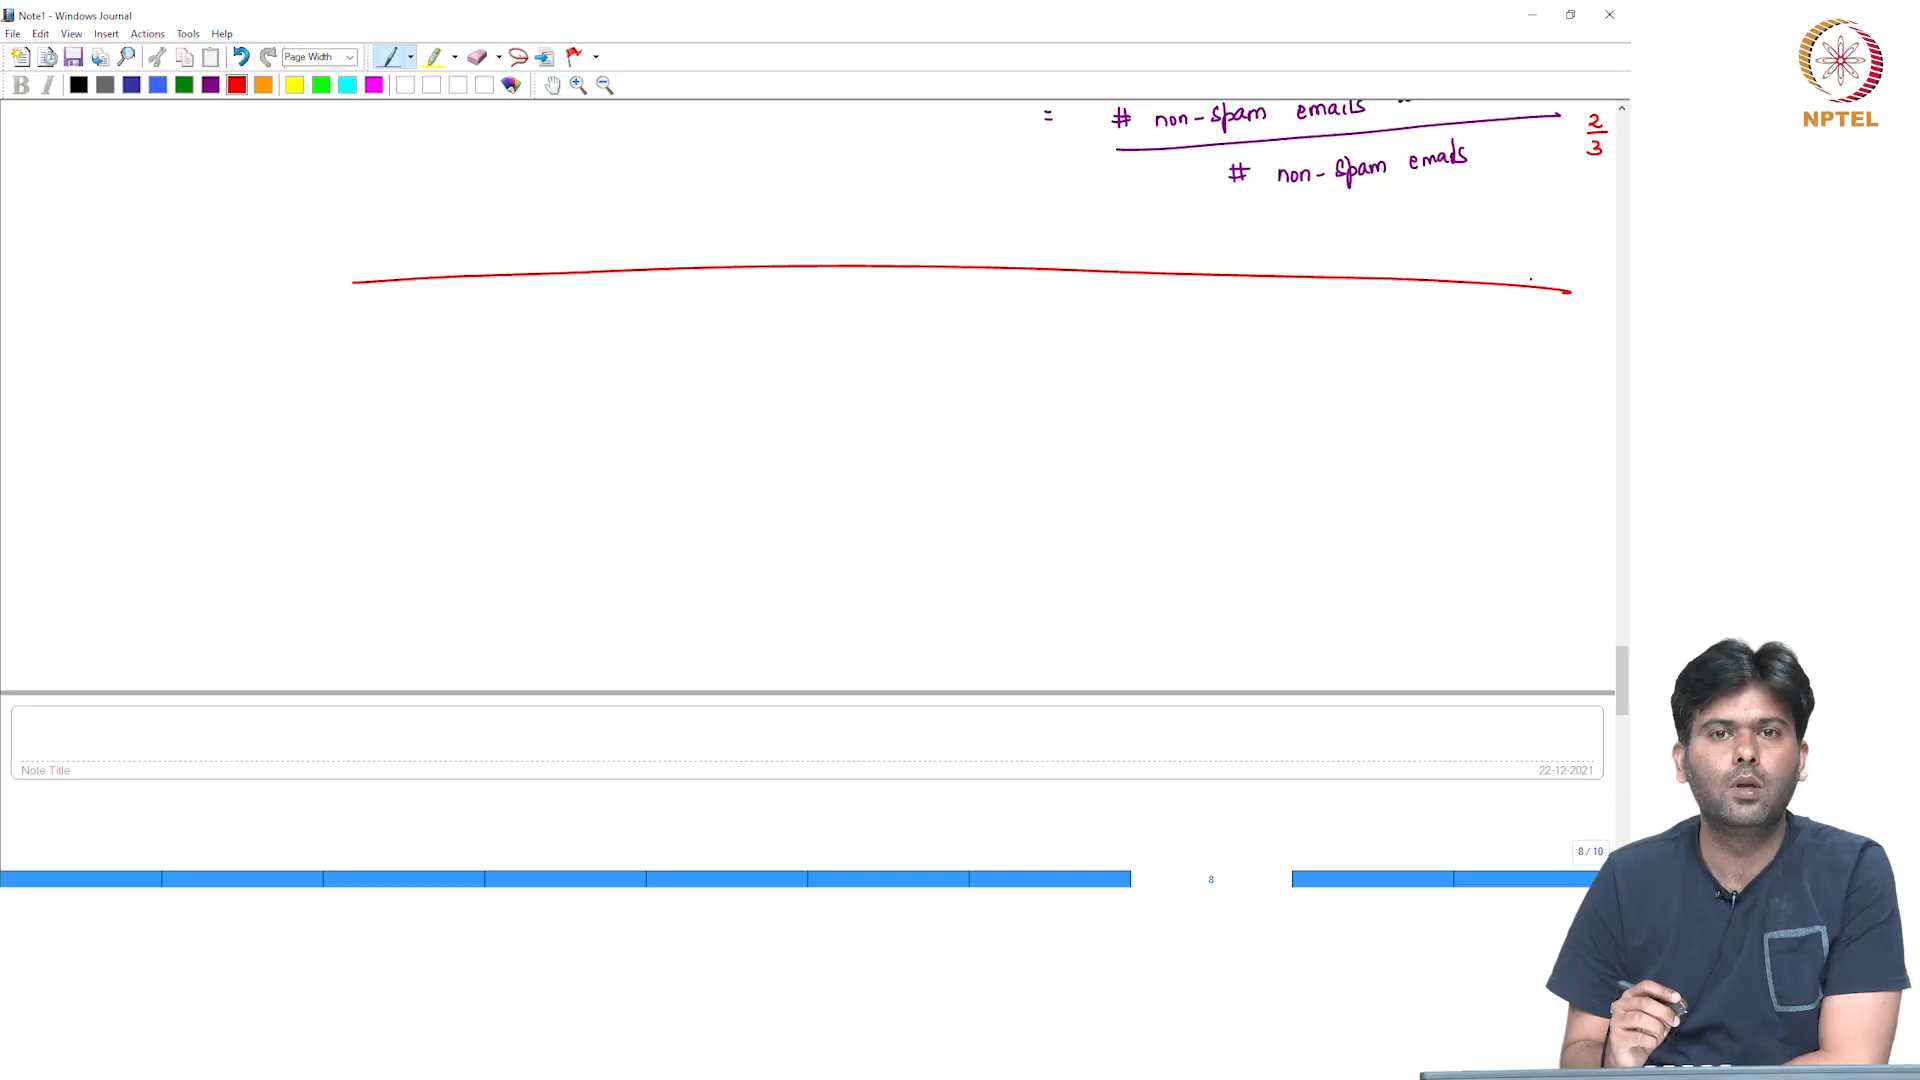 Note1 - Windows Journal
File Edit View Insert Actions Tools Help
Page Width
B I
= # non-spam emails
# non-spam emails
2
3
NPTEL
Note Title
22-12-2021
8 / 10
8